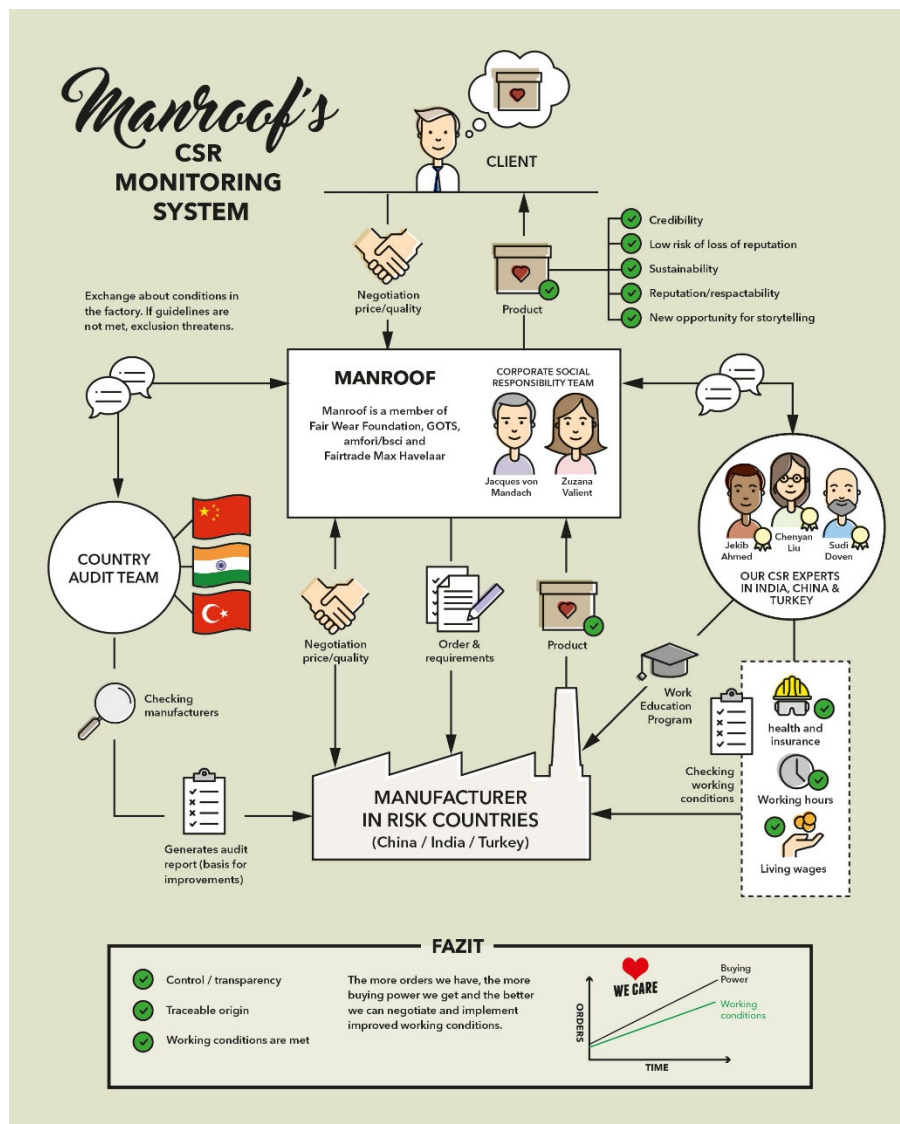 Manroof's
CSR
MONITORING
SYSTEM
CLIENT
Negotiation
price/quality
Product
Credibility
Low risk of loss of reputation
Sustainability
Reputation/respactability
New opportunity for storytelling
Exchange about conditions in
the factory. If guidelines are
not met, exclusion threatens.
MANROOF
Manroof is a member of
Fair Wear Foundation, GOTS,
amfori/bsci and
Fairtrade Max Havelaar
CORPORATE SOCIAL
RESPONSIBILITY TEAM
Jacques von
Mandach
Zuzana
Valient
COUNTRY
AUDIT TEAM
Jekib
Ahmed
Chenyan
Liu
Sudi
Doven
OUR CSR EXPERTS
IN INDIA, CHINA &
TURKEY
Negotiation
price/quality
Order &
requirements
Product
Work
Education
Program
Checking
manufacturers
Checking
working
conditions
health and
insurance
Working hours
Living wages
Generates audit
report (basis for
improvements)
MANUFACTURER
IN RISK COUNTRIES
(China / India / Turkey)
FAZIT
Control / transparency
Traceable origin
Working conditions are met
The more orders we have, the more
buying power we get and the better
we can negotiate and implement
improved working conditions.
WE CARE
ORDERS
TIME
Buying
Power
Working
conditions